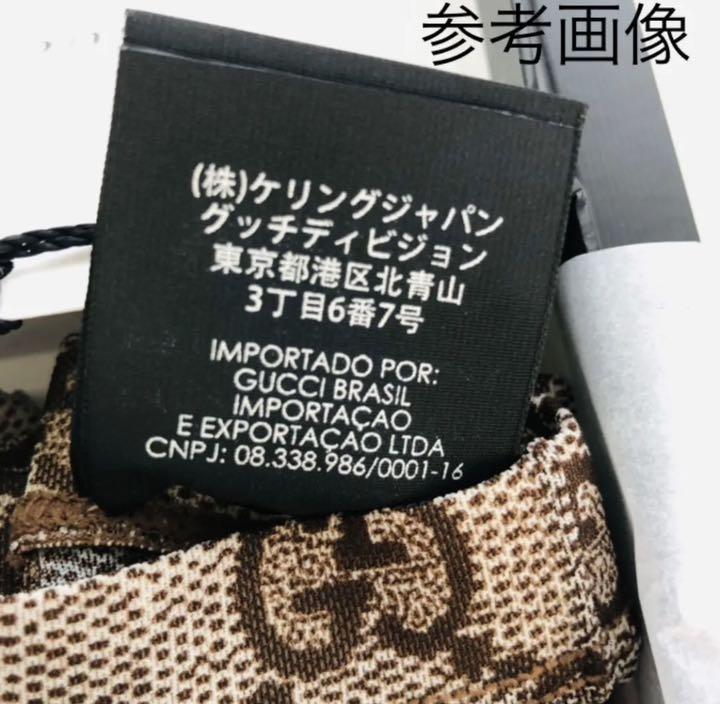 参考画像
(株)ケリングジャパン
グッチディビジョン
東京都港区北青山
3丁目6番7号
IMPORTADO POR:
GUCCI BRASIL
IMPORTAÇAO
E EXPORTAÇAO LTDA
CNPJ: 08.338.986/0001-16